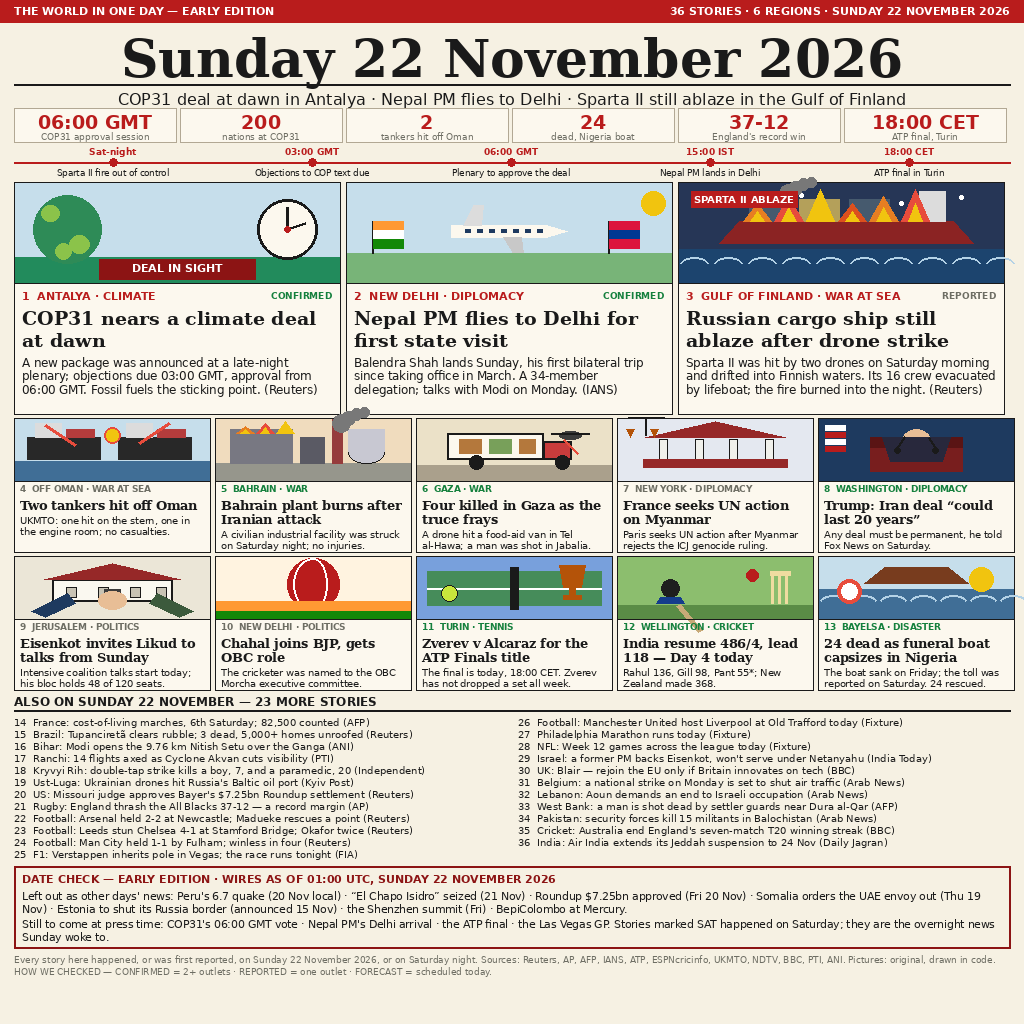 THE WORLD IN ONE DAY — EARLY EDITION
36 STORIES · 6 REGIONS · SUNDAY 22 NOVEMBER 2026
Sunday 22 November 2026
COP31 deal at dawn in Antalya · Nepal PM flies to Delhi · Sparta II still ablaze in the Gulf of Finland
06:00 GMT
COP31 approval session
200
nations at COP31
2
tankers hit off Oman
24
dead, Nigeria boat
37-12
England's record win
18:00 CET
ATP final, Turin
Sat-night
Sparta II fire out of control
03:00 GMT
Objections to COP text due
06:00 GMT
Plenary to approve the deal
15:00 IST
Nepal PM lands in Delhi
18:00 CET
ATP final in Turin
DEAL IN SIGHT
1 ANTALYA · CLIMATE
CONFIRMED
COP31 nears a climate deal
at dawn
A new package was announced at a late-night
plenary; objections due 03:00 GMT, approval from
06:00 GMT. Fossil fuels the sticking point. (Reuters)
2 NEW DELHI · DIPLOMACY
CONFIRMED
Nepal PM flies to Delhi for
first state visit
Balendra Shah lands Sunday, his first bilateral trip
since taking office in March. A 34-member
delegation; talks with Modi on Monday. (IANS)
SPARTA II ABLAZE
3 GULF OF FINLAND · WAR AT SEA
REPORTED
Russian cargo ship still
ablaze after drone strike
Sparta II was hit by two drones on Saturday morning
and drifted into Finnish waters. Its 16 crew evacuated
by lifeboat; the fire burned into the night. (Reuters)
4 OFF OMAN · WAR AT SEA
Two tankers hit off Oman
UKMTO: one hit on the stern, one in
the engine room; no casualties.
5 BAHRAIN · WAR
Bahrain plant burns after
Iranian attack
A civilian industrial facility was struck
on Saturday night; no injuries.
6 GAZA · WAR
Four killed in Gaza as the
truce frays
A drone hit a food-aid van in Tel
al-Hawa; a man was shot in Jabalia.
7 NEW YORK · DIPLOMACY
France seeks UN action
on Myanmar
Paris seeks UN action after Myanmar
rejects the ICJ genocide ruling.
8 WASHINGTON · DIPLOMACY
Trump: Iran deal “could
last 20 years”
Any deal must be permanent, he told
Fox News on Saturday.
9 JERUSALEM · POLITICS
Eisenkot invites Likud to
talks from Sunday
Intensive coalition talks start today;
his bloc holds 48 of 120 seats.
10 NEW DELHI · POLITICS
Chahal joins BJP, gets
OBC role
The cricketer was named to the OBC
Morcha executive committee.
11 TURIN · TENNIS
Zverev v Alcaraz for the
ATP Finals title
The final is today, 18:00 CET. Zverev
has not dropped a set all week.
12 WELLINGTON · CRICKET
India resume 486/4, lead
118 — Day 4 today
Rahul 136, Gill 98, Pant 55*; New
Zealand made 368.
13 BAYELSA · DISASTER
24 dead as funeral boat
capsizes in Nigeria
The boat sank on Friday; the toll was
reported on Saturday. 24 rescued.
ALSO ON SUNDAY 22 NOVEMBER — 23 MORE STORIES
14 France: cost-of-living marches, 6th Saturday; 82,500 counted (AFP)
15 Brazil: Tupanciretã clears rubble; 3 dead, 5,000+ homes unroofed (Reuters)
16 Bihar: Modi opens the 9.76 km Nitish Setu over the Ganga (ANI)
17 Ranchi: 14 flights axed as Cyclone Akvan cuts visibility (PTI)
18 Kryvyi Rih: double-tap strike kills a boy, 7, and a paramedic, 20 (Independent)
19 Ust-Luga: Ukrainian drones hit Russia's Baltic oil port (Kyiv Post)
20 US: Missouri judge approves Bayer's $7.25bn Roundup settlement (Reuters)
21 Rugby: England thrash the All Blacks 37-12 — a record margin (AP)
22 Football: Arsenal held 2-2 at Newcastle; Madueke rescues a point (Reuters)
23 Football: Leeds stun Chelsea 4-1 at Stamford Bridge; Okafor twice (Reuters)
24 Football: Man City held 1-1 by Fulham; winless in four (Reuters)
25 F1: Verstappen inherits pole in Vegas; the race runs tonight (FIA)
26 Football: Manchester United host Liverpool at Old Trafford today (Fixture)
27 Philadelphia Marathon runs today (Fixture)
28 NFL: Week 12 games across the league today (Fixture)
29 Israel: a former PM backs Eisenkot, won't serve under Netanyahu (India Today)
30 UK: Blair — rejoin the EU only if Britain innovates on tech (BBC)
31 Belgium: a national strike on Monday is set to shut air traffic (Arab News)
32 Lebanon: Aoun demands an end to Israeli occupation (Arab News)
33 West Bank: a man is shot dead by settler guards near Dura al-Qar (AFP)
34 Pakistan: security forces kill 15 militants in Balochistan (Arab News)
35 Cricket: Australia end England's seven-match T20 winning streak (BBC)
36 India: Air India extends its Jeddah suspension to 24 Nov (Daily Jagran)
DATE CHECK — EARLY EDITION · WIRES AS OF 01:00 UTC, SUNDAY 22 NOVEMBER 2026
Left out as other days' news: Peru's 6.7 quake (20 Nov local) · “El Chapo Isidro” seized (21 Nov) · Roundup $7.25bn approved (Fri 20 Nov) · Somalia orders the UAE envoy out (Thu 19
Nov) · Estonia to shut its Russia border (announced 15 Nov) · the Shenzhen summit (Fri) · BepiColombo at Mercury.
Still to come at press time: COP31's 06:00 GMT vote · Nepal PM's Delhi arrival · the ATP final · the Las Vegas GP. Stories marked SAT happened on Saturday; they are the overnight news
Sunday woke to.
Every story here happened, or was first reported, on Sunday 22 November 2026, or on Saturday night. Sources: Reuters, AP, AFP, IANS, ATP, ESPNcricinfo, UKMTO, NDTV, BBC, PTI, ANI. Pictures: original, drawn in code.
HOW WE CHECKED — CONFIRMED = 2+ outlets · REPORTED = one outlet · FORECAST = scheduled today.